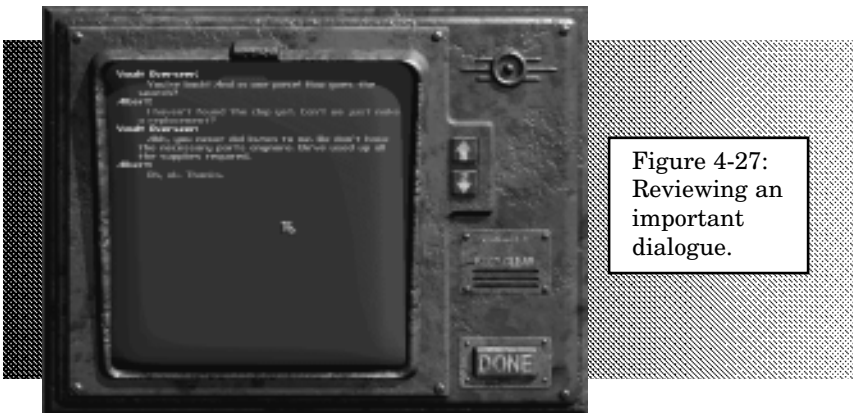 Vault Overseer:
You're back! And in one piece! How goes the
search?
Albert:
I haven't found the chip yet. Can't we just make
a replacement?
Vault Overseer:
you never did listen to me. We don't have
the necessary parts anymore. We've used up all
the supplies required.
Albert:
Oh, ok. Thanks.
DONE
Figure 4-27:
Reviewing an
important
dialogue.